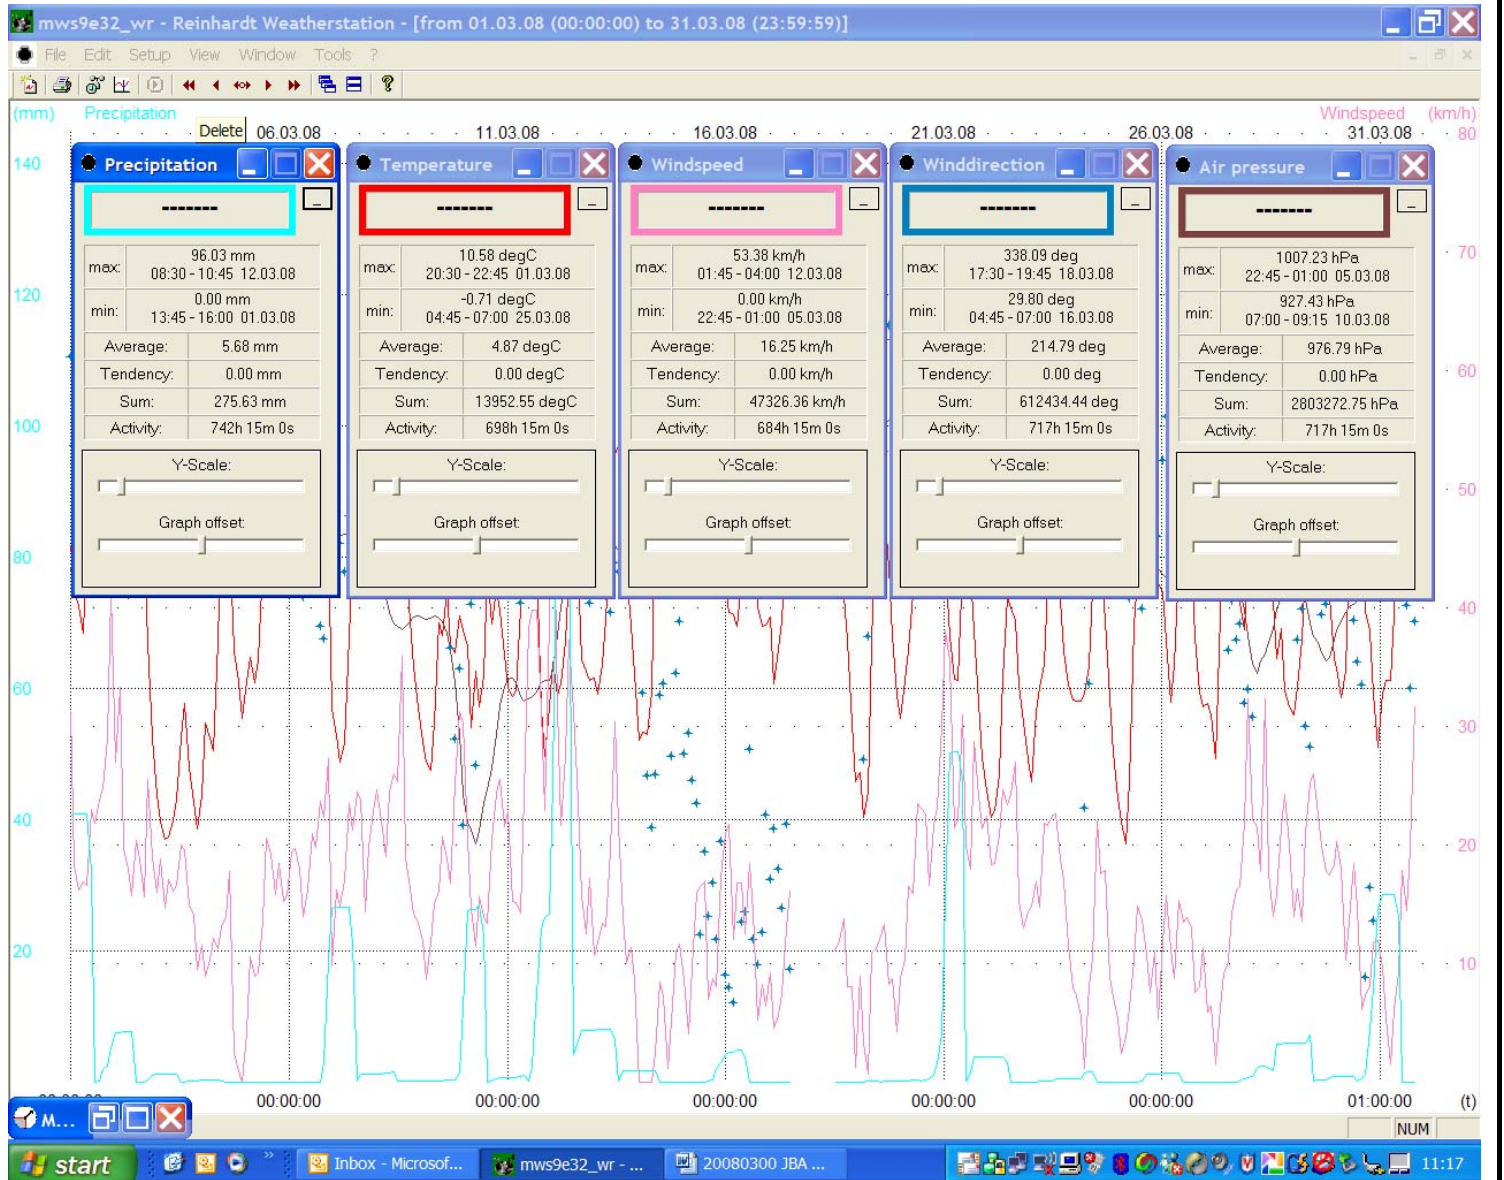 mws9e32_wr - Reinhardt Weatherstation - [from 01.03.08 (00:00:00) to 31.03.08 (23:59:59)]
File Edit Setup View Window Tools ?
(mm) Precipitation Windspeed (km/h)
Delete 06.03.08 11.03.08 16.03.08 21.03.08 26.03.08 31.03.08 80
140
120
100
80
60
40
20
70
60
50
40
30
20
10
Precipitation
-------
max: 96.03 mm
08:30 - 10:45 12.03.08
min: 0.00 mm
13:45 - 16:00 01.03.08
Average: 5.68 mm
Tendency: 0.00 mm
Sum: 275.63 mm
Activity: 742h 15m 0s
Y-Scale:
Graph offset:
Temperature
-------
max: 10.58 degC
20:30 - 22:45 01.03.08
min: -0.71 degC
04:45 - 07:00 25.03.08
Average: 4.87 degC
Tendency: 0.00 degC
Sum: 13952.55 degC
Activity: 698h 15m 0s
Y-Scale:
Graph offset:
Windspeed
-------
max: 53.38 km/h
01:45 - 04:00 12.03.08
min: 0.00 km/h
22:45 - 01:00 05.03.08
Average: 16.25 km/h
Tendency: 0.00 km/h
Sum: 47326.36 km/h
Activity: 684h 15m 0s
Y-Scale:
Graph offset:
Winddirection
-------
max: 338.09 deg
17:30 - 19:45 18.03.08
min: 29.80 deg
04:45 - 07:00 16.03.08
Average: 214.79 deg
Tendency: 0.00 deg
Sum: 612434.44 deg
Activity: 717h 15m 0s
Y-Scale:
Graph offset:
Air pressure
-------
max: 1007.23 hPa
22:45 - 01:00 05.03.08
min: 927.43 hPa
07:00 - 09:15 10.03.08
Average: 976.79 hPa
Tendency: 0.00 hPa
Sum: 2803272.75 hPa
Activity: 717h 15m 0s
Y-Scale:
Graph offset:
00:00:00 00:00:00 00:00:00 00:00:00 00:00:00 01:00:00 (t)
M...
NUM
start Inbox - Microsof... mws9e32_wr - ... 20080300 JBA ... 11:17